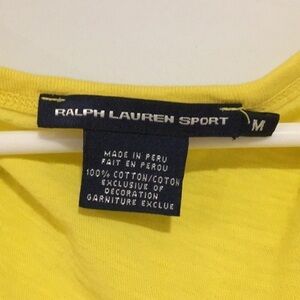 RALPH LAUREN SPORT
M
MADE IN PERU
FAIT EN PEROU
100% COTTON/COTON
EXCLUSIVE OF
DECORATION
GARNITURE EXCLUE